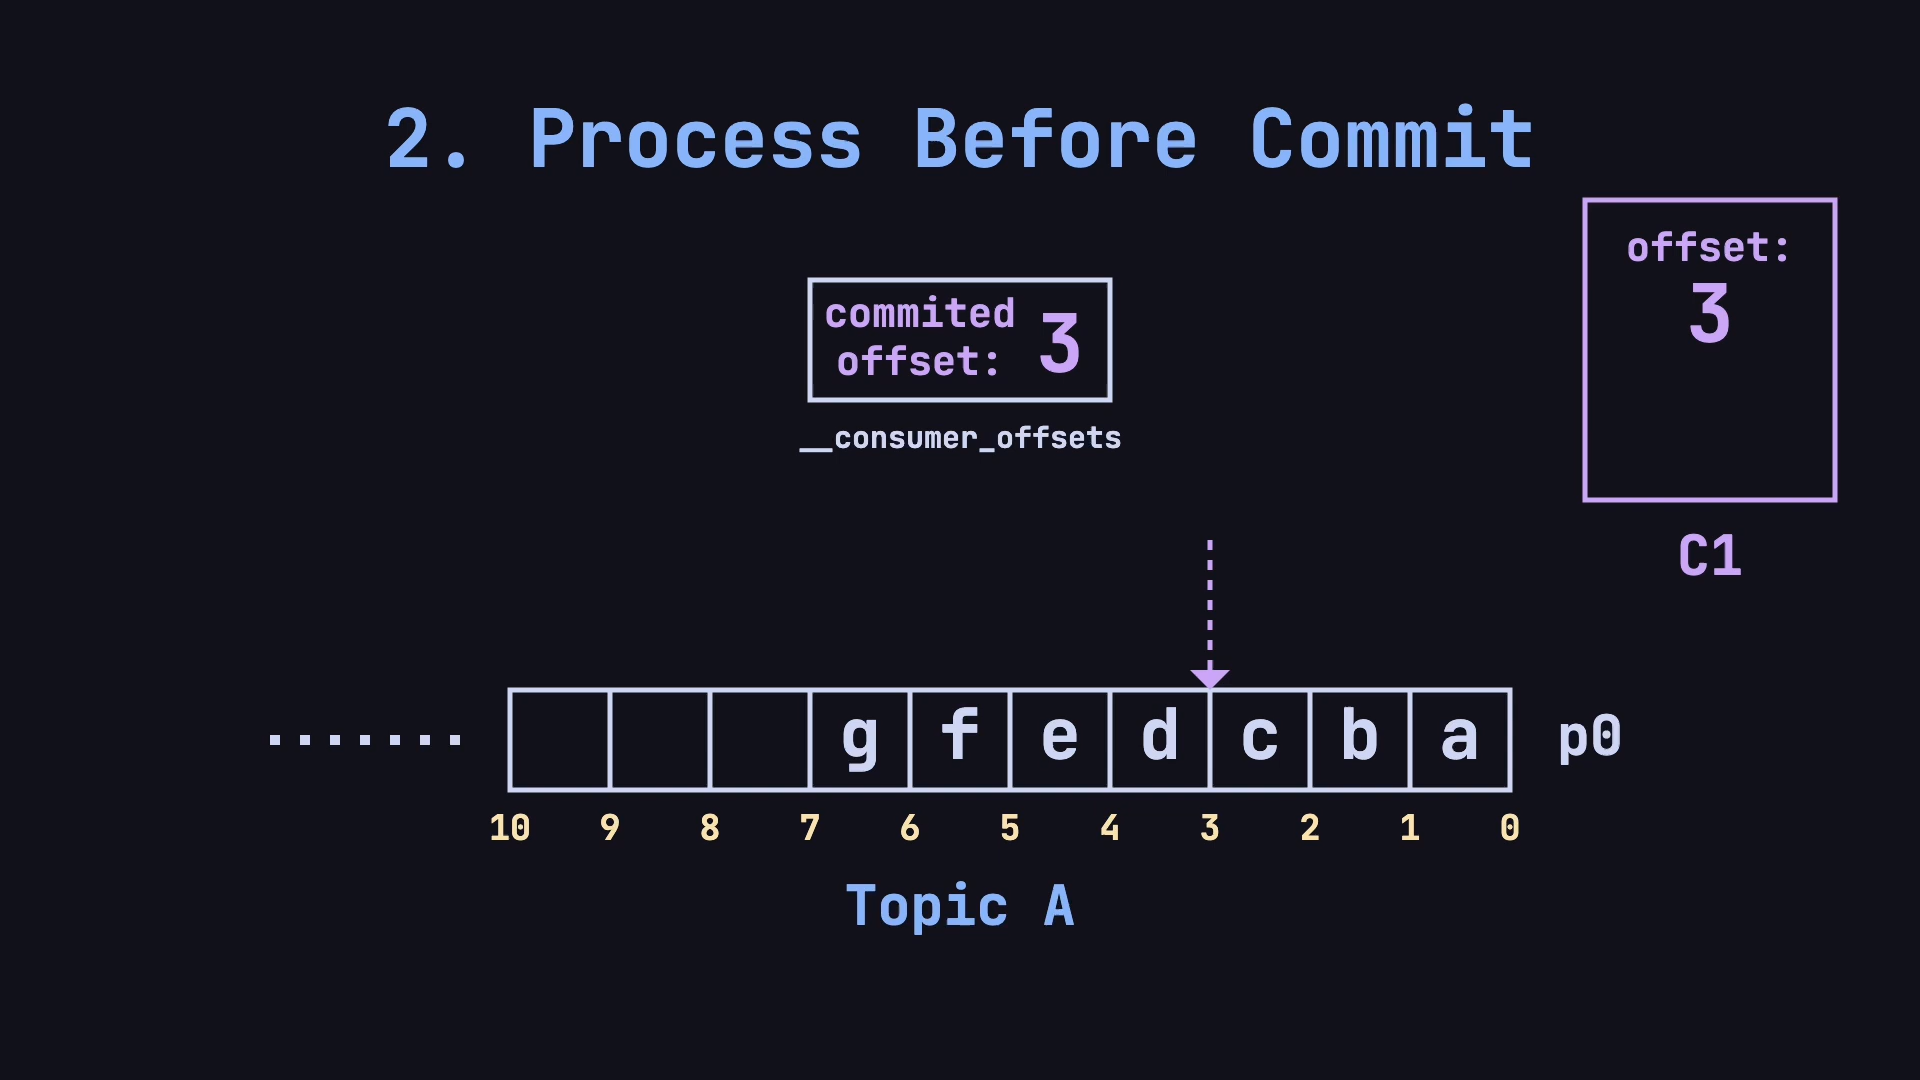 2. Process Before Commit
offset:
3
commited
offset: 3
__consumer_offsets
C1
g f e d c b a p0
10 9 8 7 6 5 4 3 2 1 0
Topic A